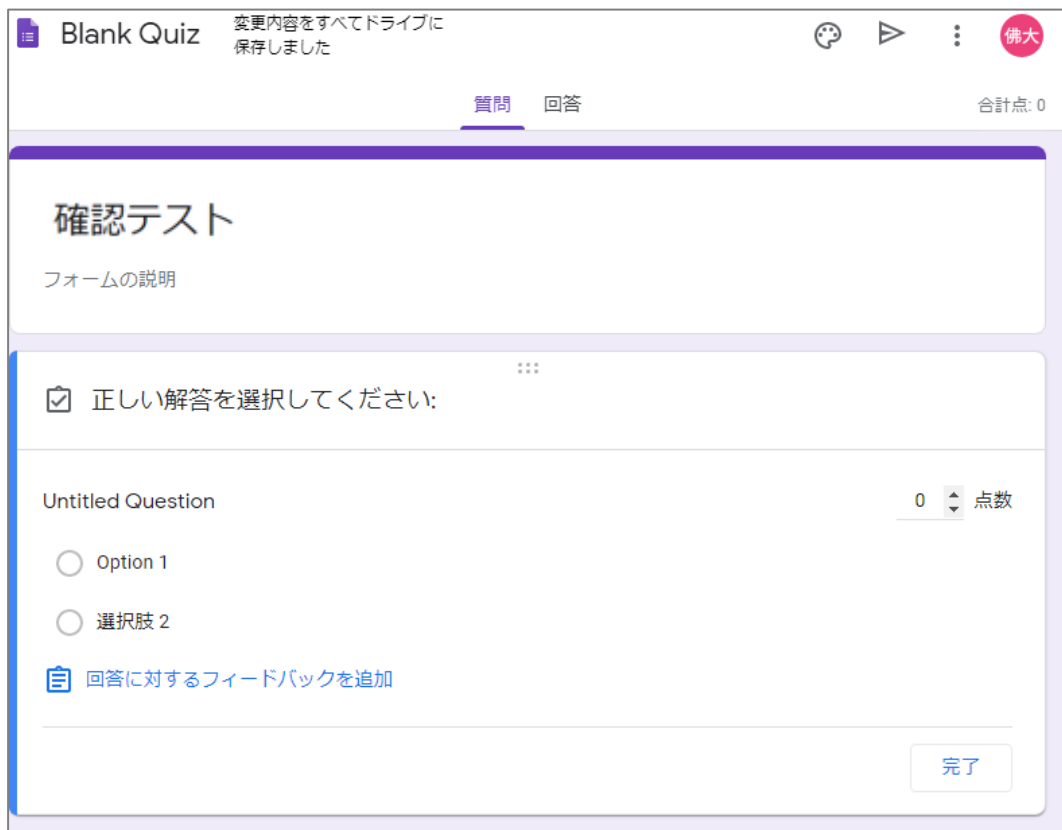 Blank Quiz
変更内容をすべてドライブに
保存しました
佛大
質問 回答
合計点: 0
確認テスト
フォームの説明
正しい解答を選択してください:
Untitled Question
0 点数
Option 1
選択肢 2
回答に対するフィードバックを追加
完了